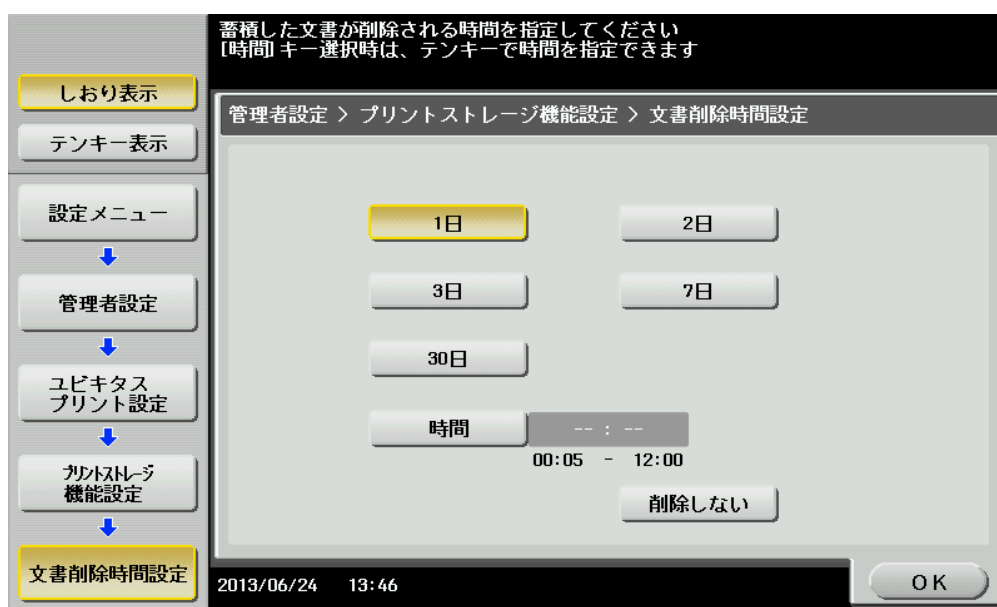 蓄積した文書が削除される時間を指定してください
[時間] キー選択時は、テンキーで時間を指定できます
しおり表示
テンキー表示
設定メニュー
管理者設定
ユビキタス
プリント設定
プリントストレージ
機能設定
文書削除時間設定
管理者設定 > プリントストレージ機能設定 > 文書削除時間設定
1日
2日
3日
7日
30日
時間
-- : --
00:05 - 12:00
削除しない
2013/06/24 13:46
OK